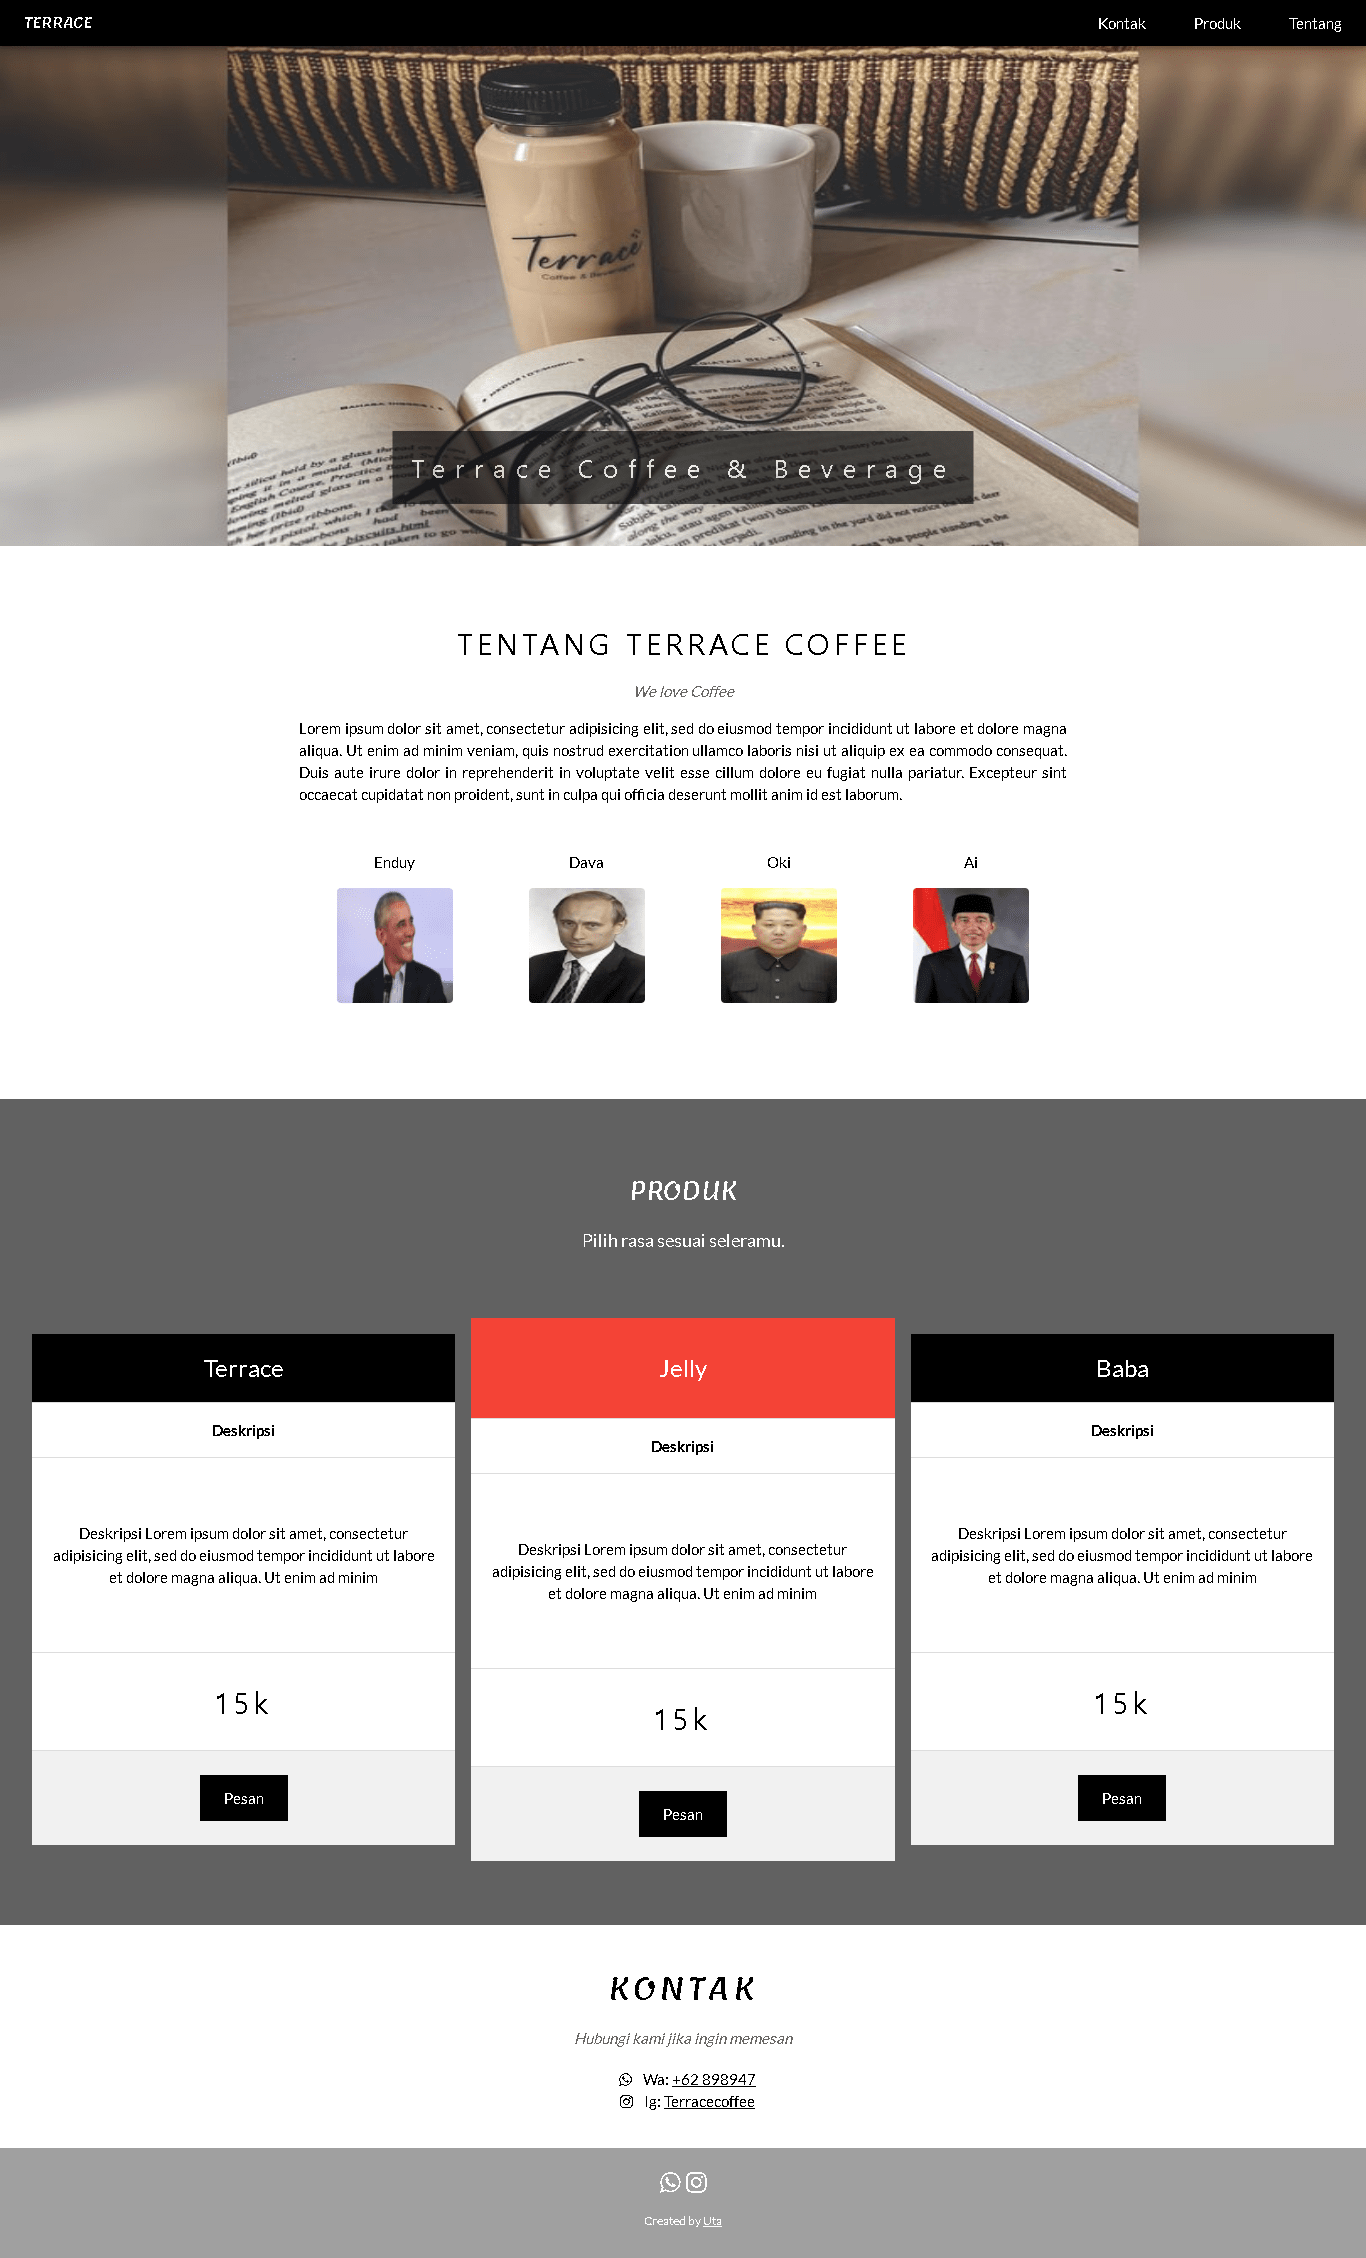 TERRACE
Kontak Produk Tentang
Terrace
Coffee & Beverages
Terrace Coffee & Beverage
TENTANG TERRACE COFFEE
We love Coffee
Lorem ipsum dolor sit amet, consectetur adipisicing elit, sed do eiusmod tempor incididunt ut labore et dolore magna
aliqua. Ut enim ad minim veniam, quis nostrud exercitation ullamco laboris nisi ut aliquip ex ea commodo consequat.
Duis aute irure dolor in reprehenderit in voluptate velit esse cillum dolore eu fugiat nulla pariatur. Excepteur sint
occaecat cupidatat non proident, sunt in culpa qui officia deserunt mollit anim id est laborum.
Enduy
Dava
Oki
Ai
PRODUK
Pilih rasa sesuai seleramu.
Terrace
Deskripsi
Deskripsi Lorem ipsum dolor sit amet, consectetur
adipisicing elit, sed do eiusmod tempor incididunt ut labore
et dolore magna aliqua. Ut enim ad minim
15k
Pesan
Jelly
Deskripsi
Deskripsi Lorem ipsum dolor sit amet, consectetur
adipisicing elit, sed do eiusmod tempor incididunt ut labore
et dolore magna aliqua. Ut enim ad minim
15k
Pesan
Baba
Deskripsi
Deskripsi Lorem ipsum dolor sit amet, consectetur
adipisicing elit, sed do eiusmod tempor incididunt ut labore
et dolore magna aliqua. Ut enim ad minim
15k
Pesan
KONTAK
Hubungi kami jika ingin memesan
Wa: +62 898947
Ig: Terracecoffee
Created by Uta